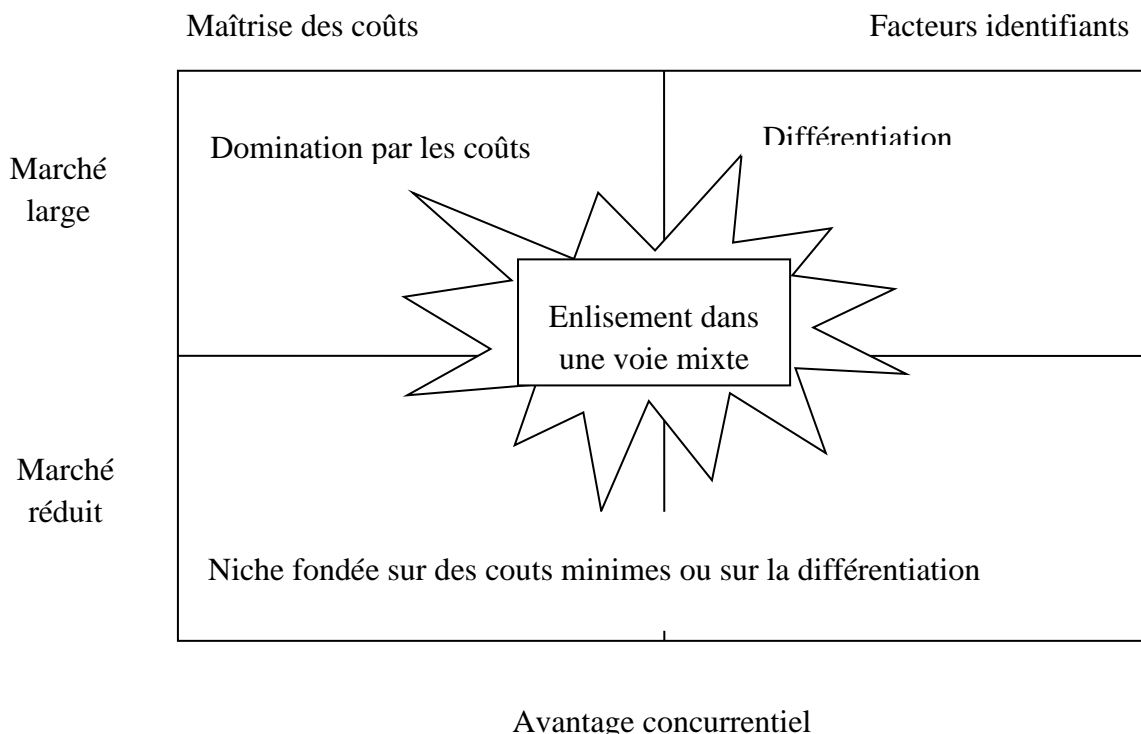 Maîtrise des coûts
Facteurs identifiants
Domination par les coûts
Différentiation
Marché
large
Enlisement dans
une voie mixte
Marché
réduit
Niche fondée sur des couts minimes ou sur la différentiation
Avantage concurrentiel